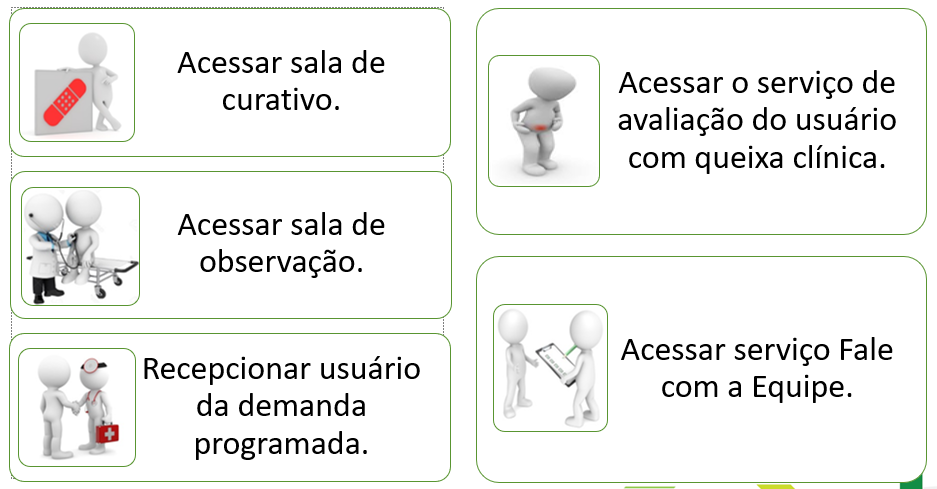 Acessar sala de
curativo.
Acessar sala de
observação.
Recepcionar usuário
da demanda
programada.
Acessar o serviço de
avaliação do usuário
com queixa clínica.
Acessar serviço Fale
com a Equipe.